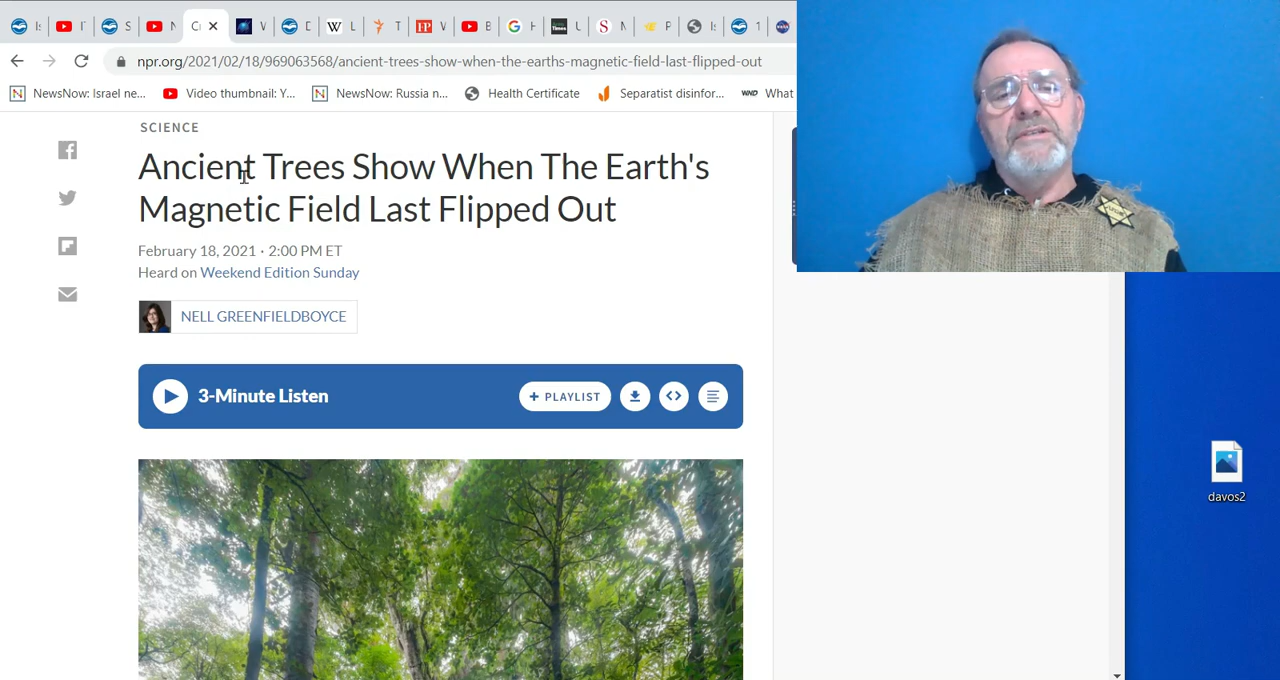 npr.org/2021/02/18/969063568/ancient-trees-show-when-the-earths-magnetic-field-last-flipped-out
NewsNow: Israel ne... Video thumbnail: Y... NewsNow: Russia n... Health Certificate Separatist disinfor... WND What
SCIENCE
Ancient Trees Show When The Earth's
Magnetic Field Last Flipped Out
February 18, 2021 · 2:00 PM ET
Heard on Weekend Edition Sunday
NELL GREENFIELDBOYCE
3-Minute Listen
+ PLAYLIST
davos2